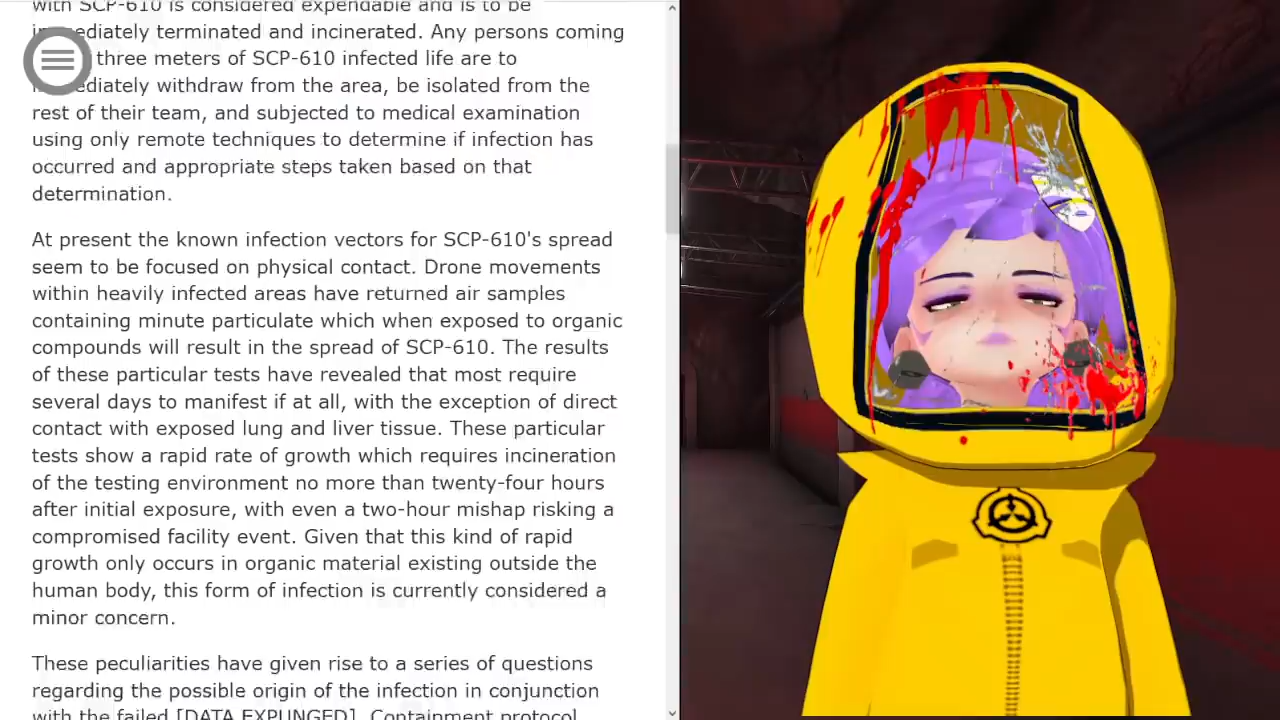 with SCP-610 is considered expendable and is to be
immediately terminated and incinerated. Any persons coming
three meters of SCP-610 infected life are to
immediately withdraw from the area, be isolated from the
rest of their team, and subjected to medical examination
using only remote techniques to determine if infection has
occurred and appropriate steps taken based on that
determination.
At present the known infection vectors for SCP-610's spread
seem to be focused on physical contact. Drone movements
within heavily infected areas have returned air samples
containing minute particulate which when exposed to organic
compounds will result in the spread of SCP-610. The results
of these particular tests have revealed that most require
several days to manifest if at all, with the exception of direct
contact with exposed lung and liver tissue. These particular
tests show a rapid rate of growth which requires incineration
of the testing environment no more than twenty-four hours
after initial exposure, with even a two-hour mishap risking a
compromised facility event. Given that this kind of rapid
growth only occurs in organic material existing outside the
human body, this form of infection is currently considered a
minor concern.
These peculiarities have given rise to a series of questions
regarding the possible origin of the infection in conjunction
with the failed [DATA EXPUNGED]. Containment protocol